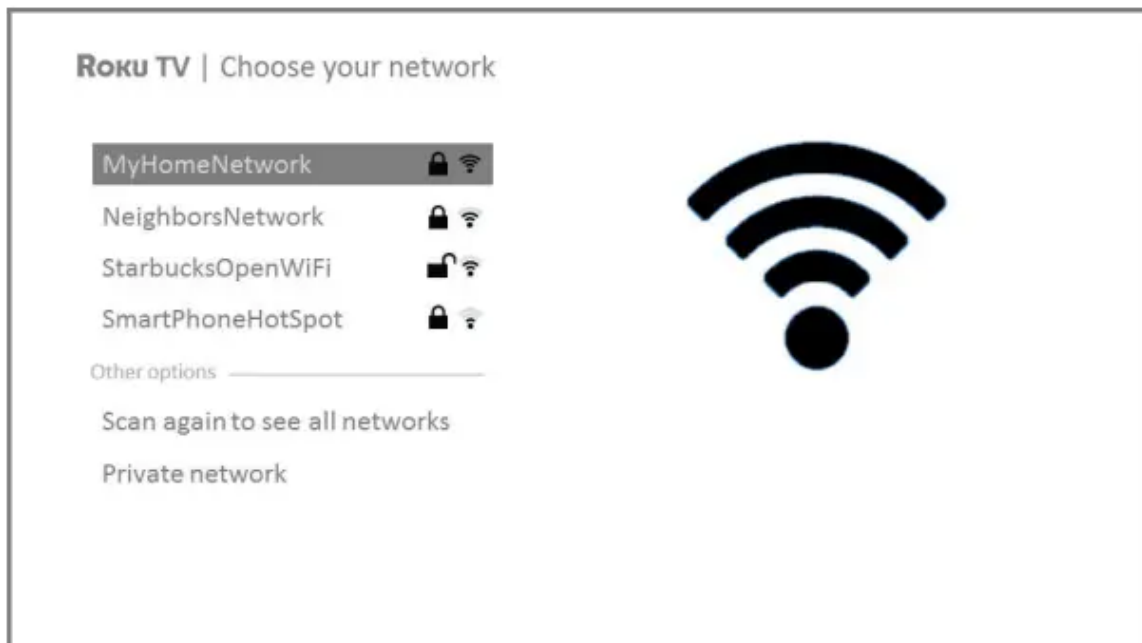 ROKU TV | Choose your network
MyHomeNetwork
NeighborsNetwork
StarbucksOpenWiFi
SmartPhoneHotSpot
Other options
Scan again to see all networks
Private network